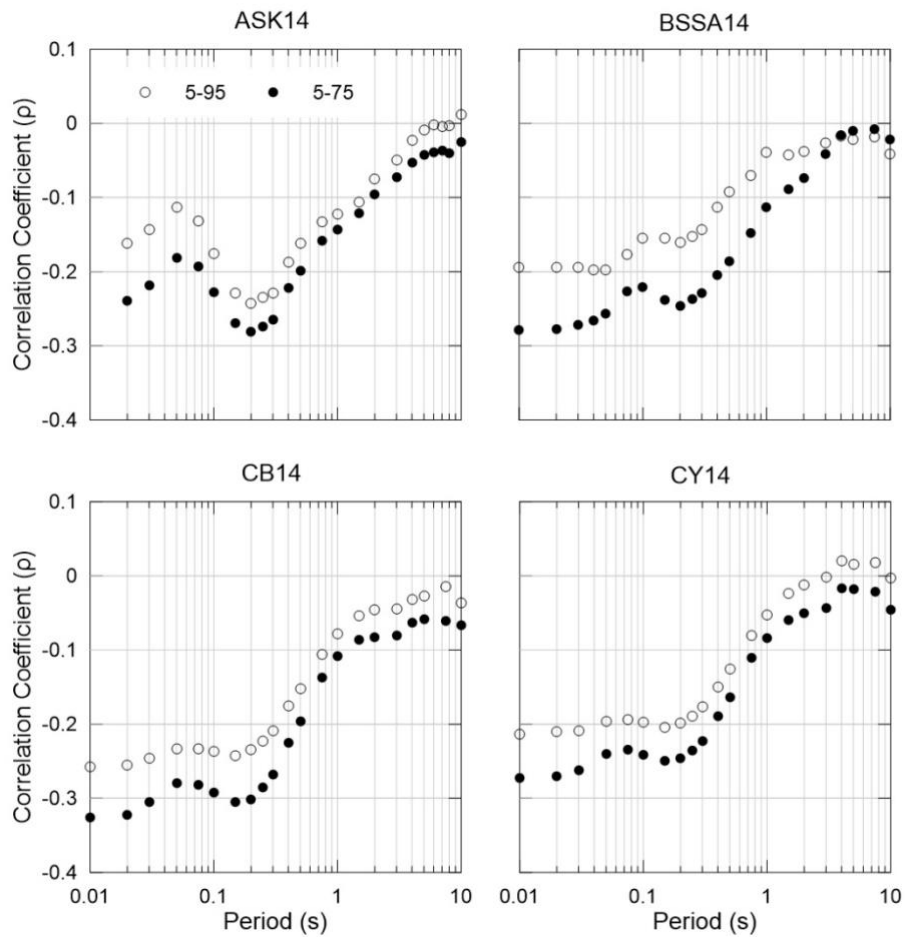 ASK14
BSSA14
0.1
0
-0.1
-0.2
-0.3
-0.4
Correlation Coefficient (ρ)
5-95
5-75
CB14
CY14
0.1
0
-0.1
-0.2
-0.3
-0.4
Correlation Coefficient (ρ)
0.01
0.1
1
10
0.01
0.1
1
10
Period (s)
Period (s)